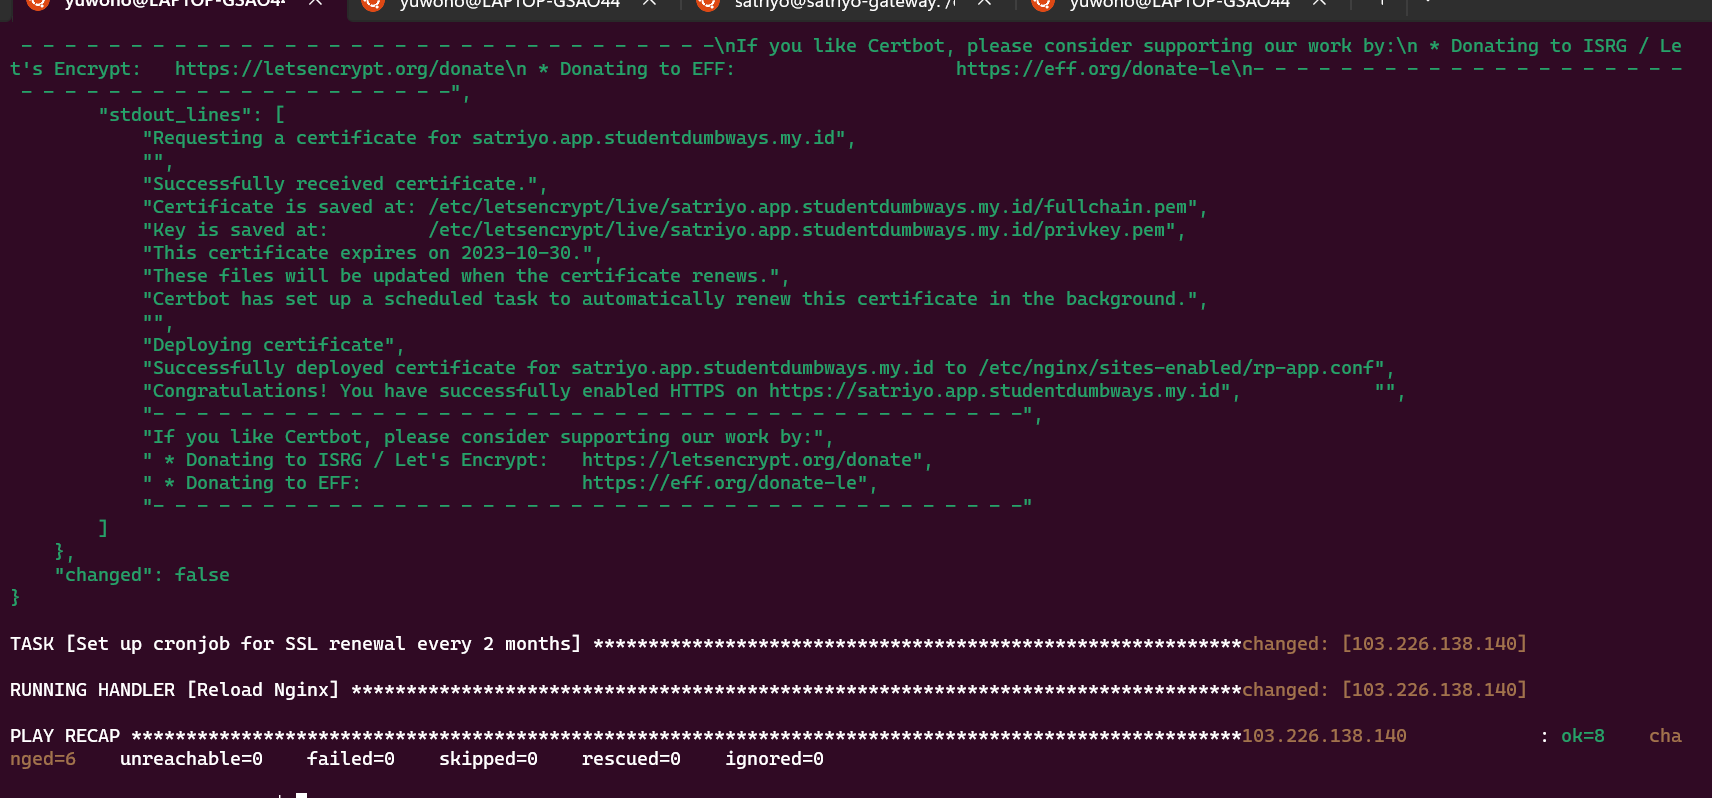 yuwono@LAPTOP-GSAO44 yuwono@LAPTOP-GSAO44 satriyo@satriyo-gateway: / yuwono@LAPTOP-GSAO44
- - - - - - - - - - - - - - - - - - - - - - - - - - - - - - - -\nIf you like Certbot, please consider supporting our work by:\n * Donating to ISRG / Le
t's Encrypt:   https://letsencrypt.org/donate\n * Donating to EFF:                    https://eff.org/donate-le\n- - - - - - - - - - - - - - - - - - - -
 - - - - - - - - - - - - - - - - - - - -",
        "stdout_lines": [
            "Requesting a certificate for satriyo.app.studentdumbways.my.id",
            "",
            "Successfully received certificate.",
            "Certificate is saved at: /etc/letsencrypt/live/satriyo.app.studentdumbways.my.id/fullchain.pem",
            "Key is saved at:         /etc/letsencrypt/live/satriyo.app.studentdumbways.my.id/privkey.pem",
            "This certificate expires on 2023-10-30.",
            "These files will be updated when the certificate renews.",
            "Certbot has set up a scheduled task to automatically renew this certificate in the background.",
            "",
            "Deploying certificate",
            "Successfully deployed certificate for satriyo.app.studentdumbways.my.id to /etc/nginx/sites-enabled/rp-app.conf",
            "Congratulations! You have successfully enabled HTTPS on https://satriyo.app.studentdumbways.my.id",            "",
            "- - - - - - - - - - - - - - - - - - - - - - - - - - - - - - - - - - - - - - - -",
            "If you like Certbot, please consider supporting our work by:",
            " * Donating to ISRG / Let's Encrypt:   https://letsencrypt.org/donate",
            " * Donating to EFF:                    https://eff.org/donate-le",
            "- - - - - - - - - - - - - - - - - - - - - - - - - - - - - - - - - - - - - - - -"
        ]
    },
    "changed": false
}
TASK [Set up cronjob for SSL renewal every 2 months] ***********************************************************changed: [103.226.138.140]
RUNNING HANDLER [Reload Nginx] *********************************************************************************changed: [103.226.138.140]
PLAY RECAP *****************************************************************************************************103.226.138.140            : ok=8    cha
nged=6    unreachable=0    failed=0    skipped=0    rescued=0    ignored=0